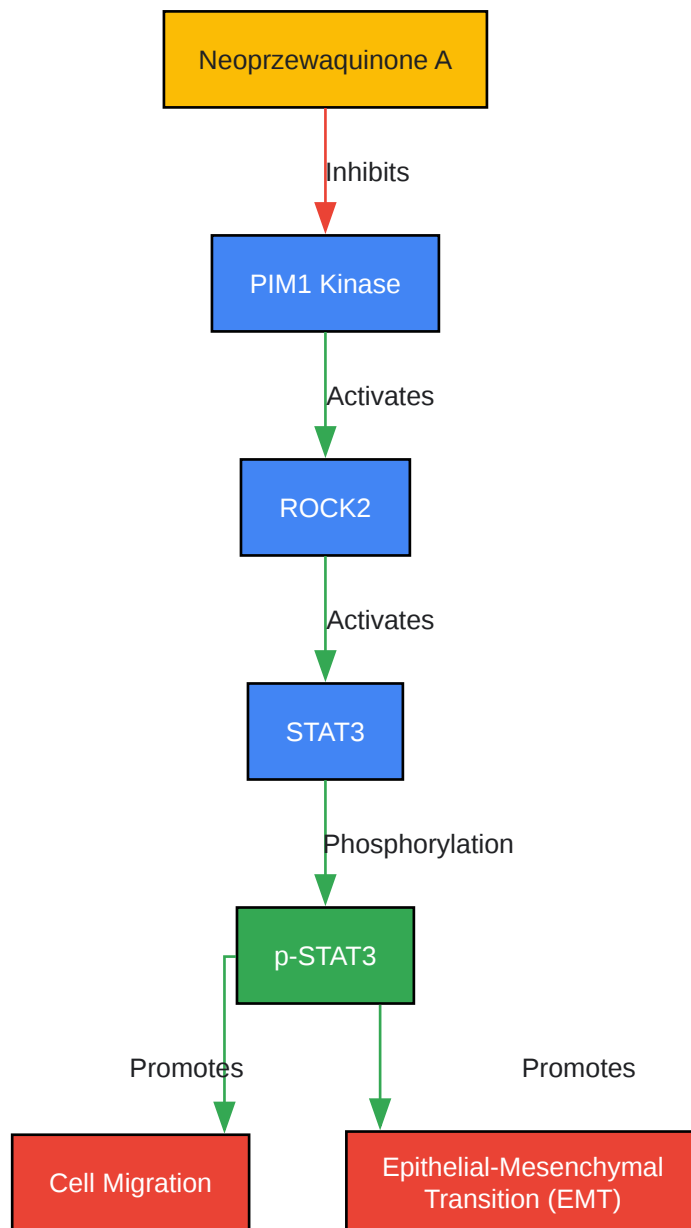 Neoprzewaquinone A
Inhibits
PIM1 Kinase
Activates
ROCK2
Activates
STAT3
Phosphorylation
p-STAT3
Promotes
Promotes
Cell Migration
Epithelial-Mesenchymal
Transition (EMT)